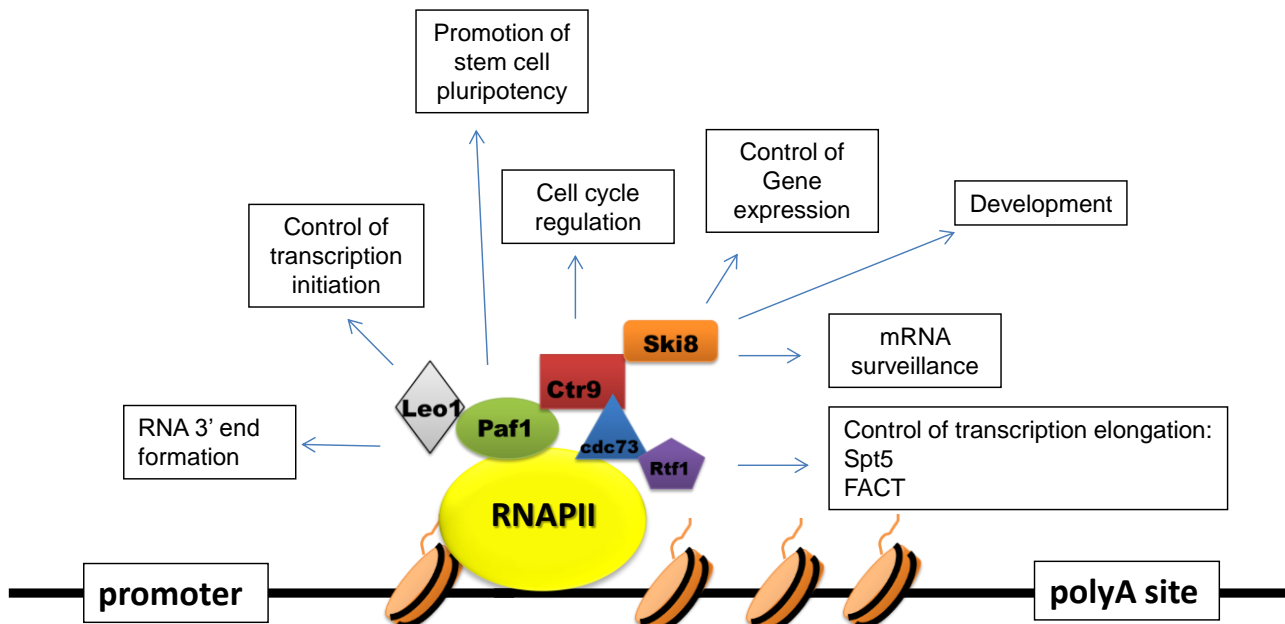 Promotion of
stem cell
pluripotency
Control of
Gene
expression
Cell cycle
regulation
Development
Control of
transcription
initiation
Ski8
mRNA
surveillance
Ctr9
Leo1
Paf1
cdc73
Rtf1
RNA 3’ end
formation
Control of transcription elongation:
Spt5
FACT
RNAPII
promoter
polyA site